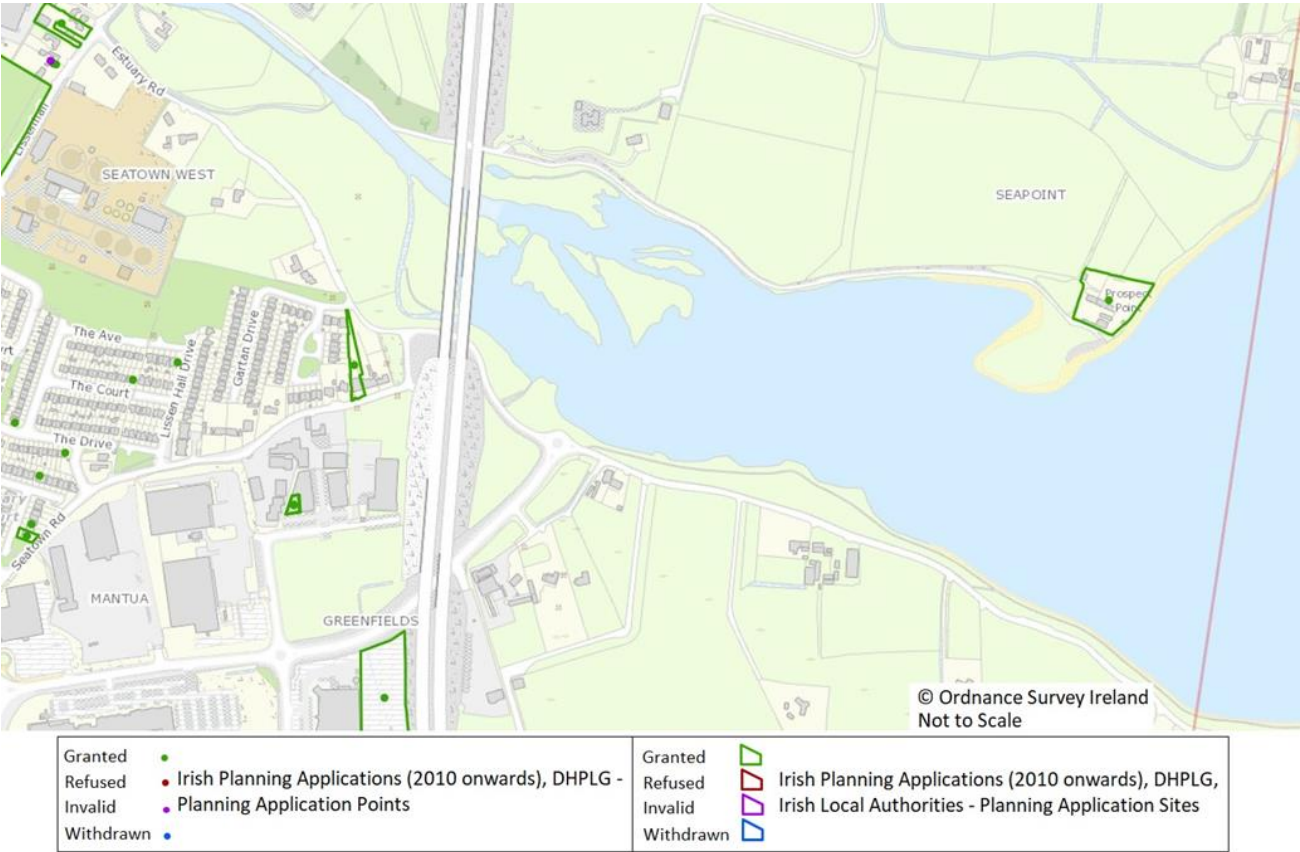 Estuary Rd
Lissenhall
SEATOWN WEST
SEAPOINT
Prospect
Point
The Ave
Gartan Drive
Lissen Hall Drive
The Court
The Drive
Seatown Rd
MANTUA
GREENFIELDS
© Ordnance Survey Ireland
Not to Scale
Granted
Refused
Invalid
Withdrawn
Irish Planning Applications (2010 onwards), DHPLG -
Planning Application Points
Granted
Refused
Invalid
Withdrawn
Irish Planning Applications (2010 onwards), DHPLG,
Irish Local Authorities - Planning Application Sites